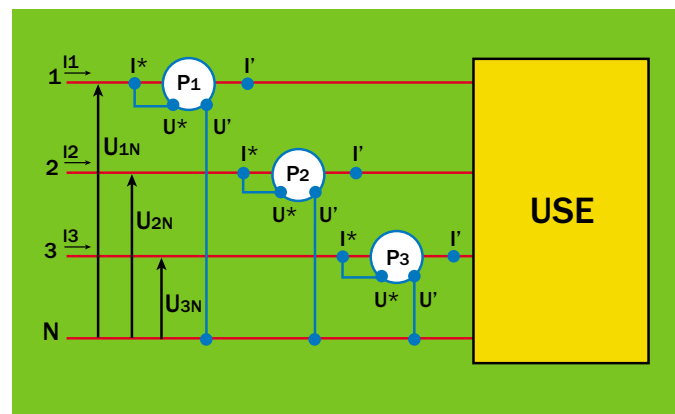 I1 I* P1 I'
1
U* U'
U1N
I2 I* P2 I'
2
U* U'
U2N
USE
I3 I* P3 I'
3
U* U'
U3N
N